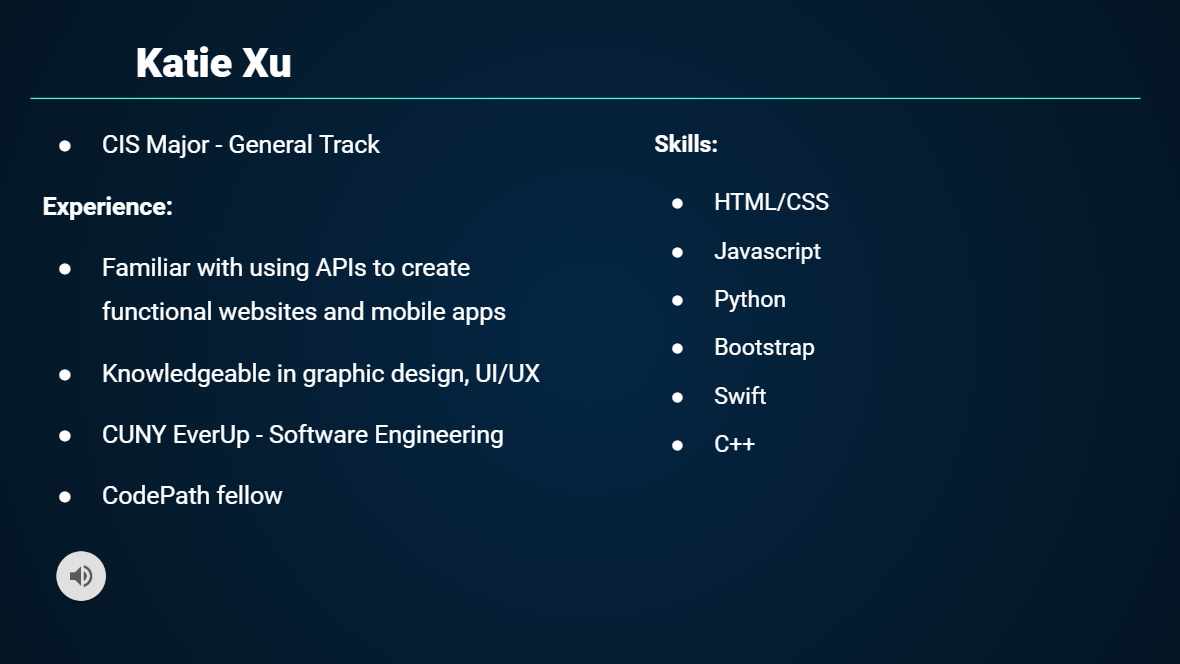 Katie Xu
● CIS Major - General Track
Experience:
● Familiar with using APIs to create
functional websites and mobile apps
● Knowledgeable in graphic design, UI/UX
● CUNY EverUp - Software Engineering
● CodePath fellow
Skills:
● HTML/CSS
● Javascript
● Python
● Bootstrap
● Swift
● C++